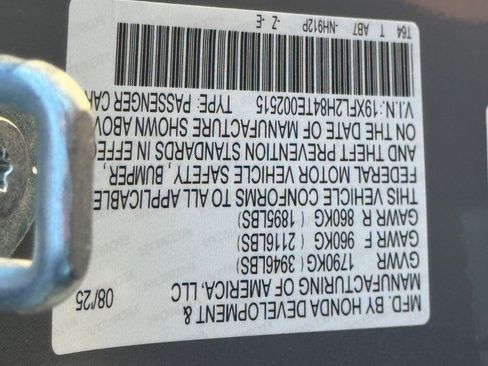 MFD. BY HONDA DEVELOPMENT &
MANUFACTURING OF AMERICA, LLC
08/25
GVWR 1790KG ( 3946LBS)
GAWR F 960KG ( 2116LBS)
GAWR R 860KG ( 1895LBS)
THIS VEHICLE CONFORMS TO ALL APPLICABLE
FEDERAL MOTOR VEHICLE SAFETY, BUMPER,
AND THEFT PREVENTION STANDARDS IN EFFECT
ON THE DATE OF MANUFACTURE SHOWN ABOVE
V.I.N.:19XFL2H84TE002515
TYPE: PASSENGER CAR
T64 T AB7 -NH912P -Z -E